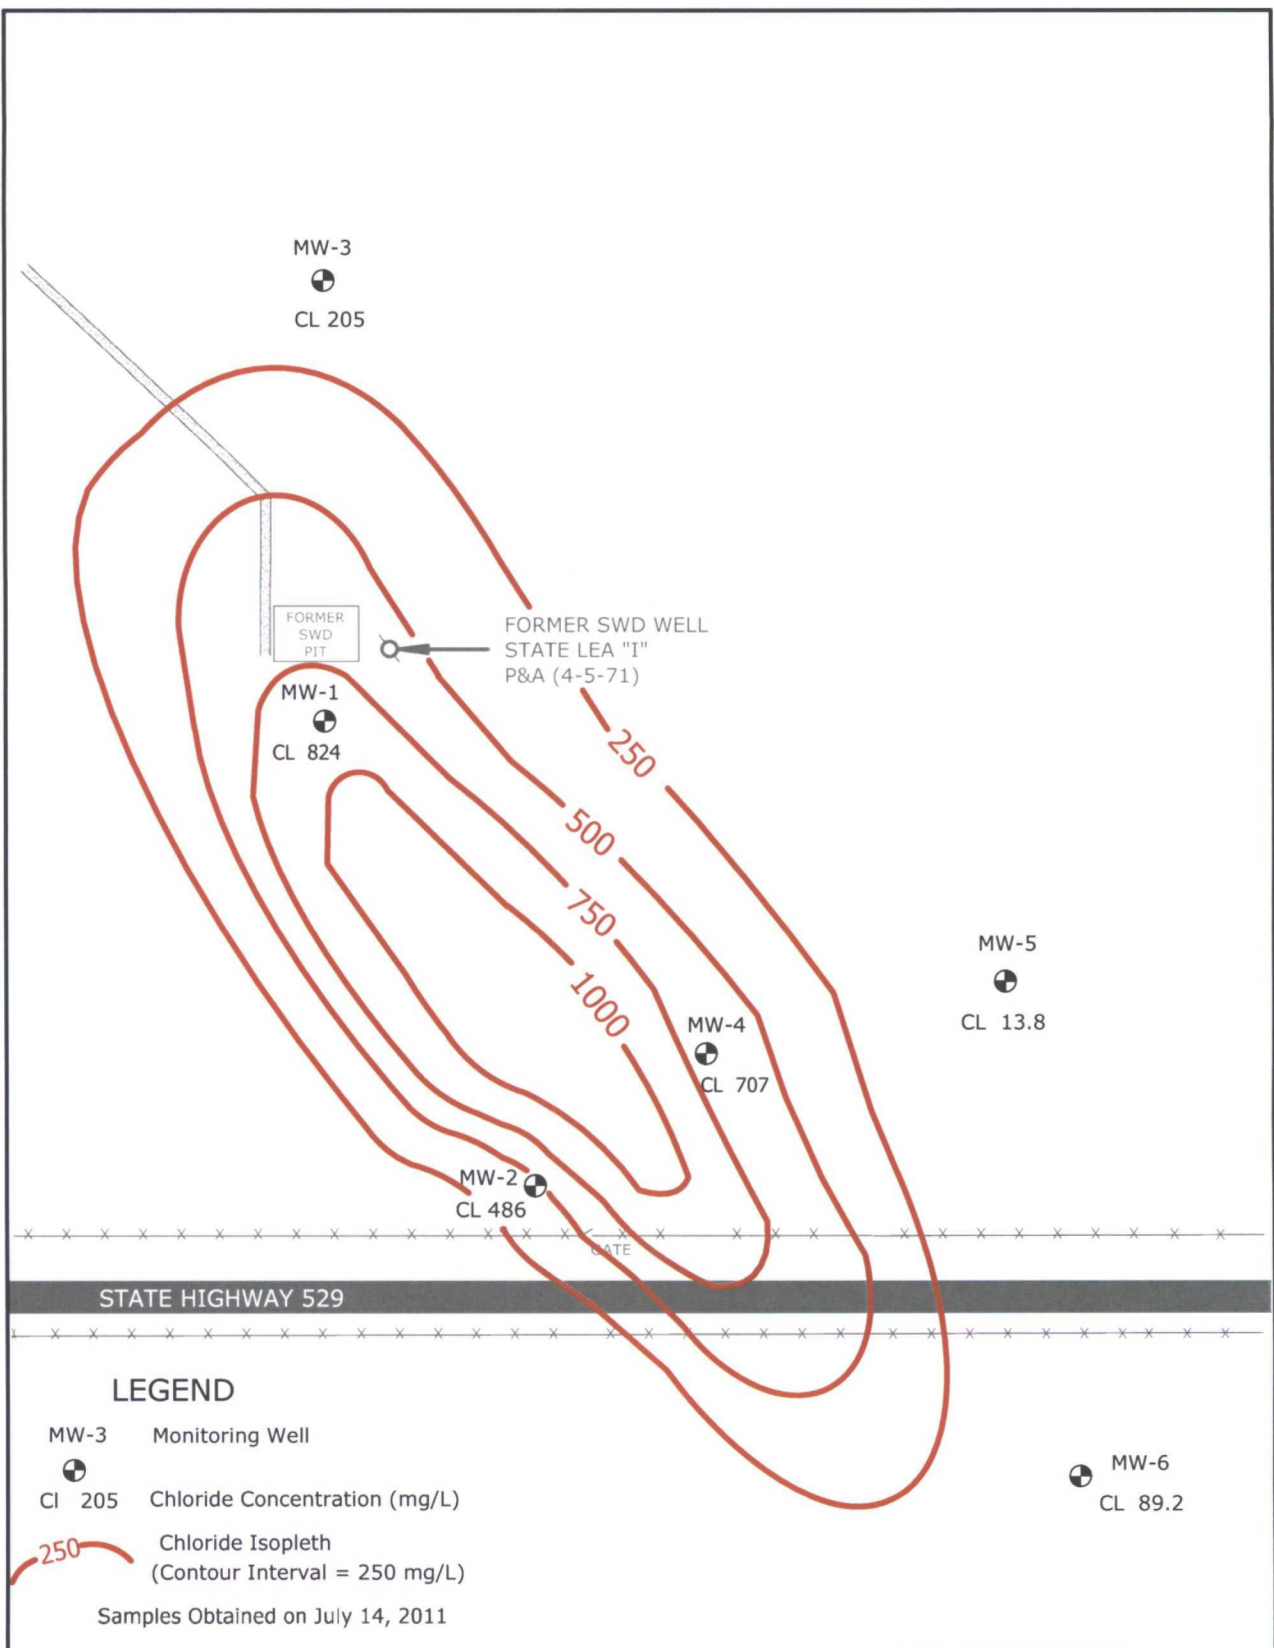 MW-3
CL 205
FORMER
SWD
PIT
FORMER SWD WELL
STATE LEA "I"
P&A (4-5-71)
MW-1
CL 824
250
500
750
1000
MW-5
CL 13.8
MW-4
CL 707
MW-2
CL 486
GATE
STATE HIGHWAY 529
LEGEND
MW-3 Monitoring Well
Cl 205 Chloride Concentration (mg/L)
250 Chloride Isopleth
(Contour Interval = 250 mg/L)
Samples Obtained on July 14, 2011
MW-6
CL 89.2